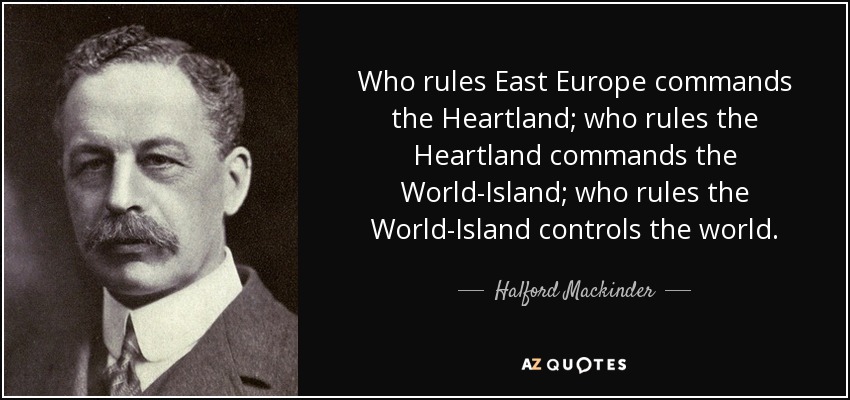 Who rules East Europe commands
the Heartland; who rules the
Heartland commands the
World-Island; who rules the
World-Island controls the world.
Halford Mackinder
AZ QUOTES